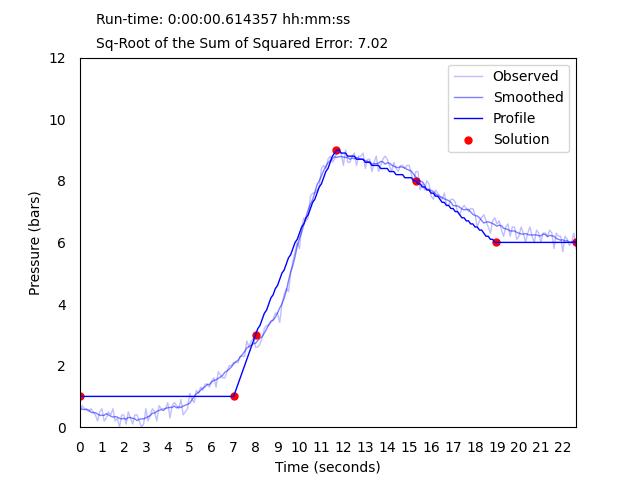 Run-time: 0:00:00.614357 hh:mm:ss
Sq-Root of the Sum of Squared Error: 7.02
12
10
8
6
4
2
0
Pressure (bars)
Observed
Smoothed
Profile
Solution
0 1 2 3 4 5 6 7 8 9 10 11 12 13 14 15 16 17 18 19 20 21 22
Time (seconds)